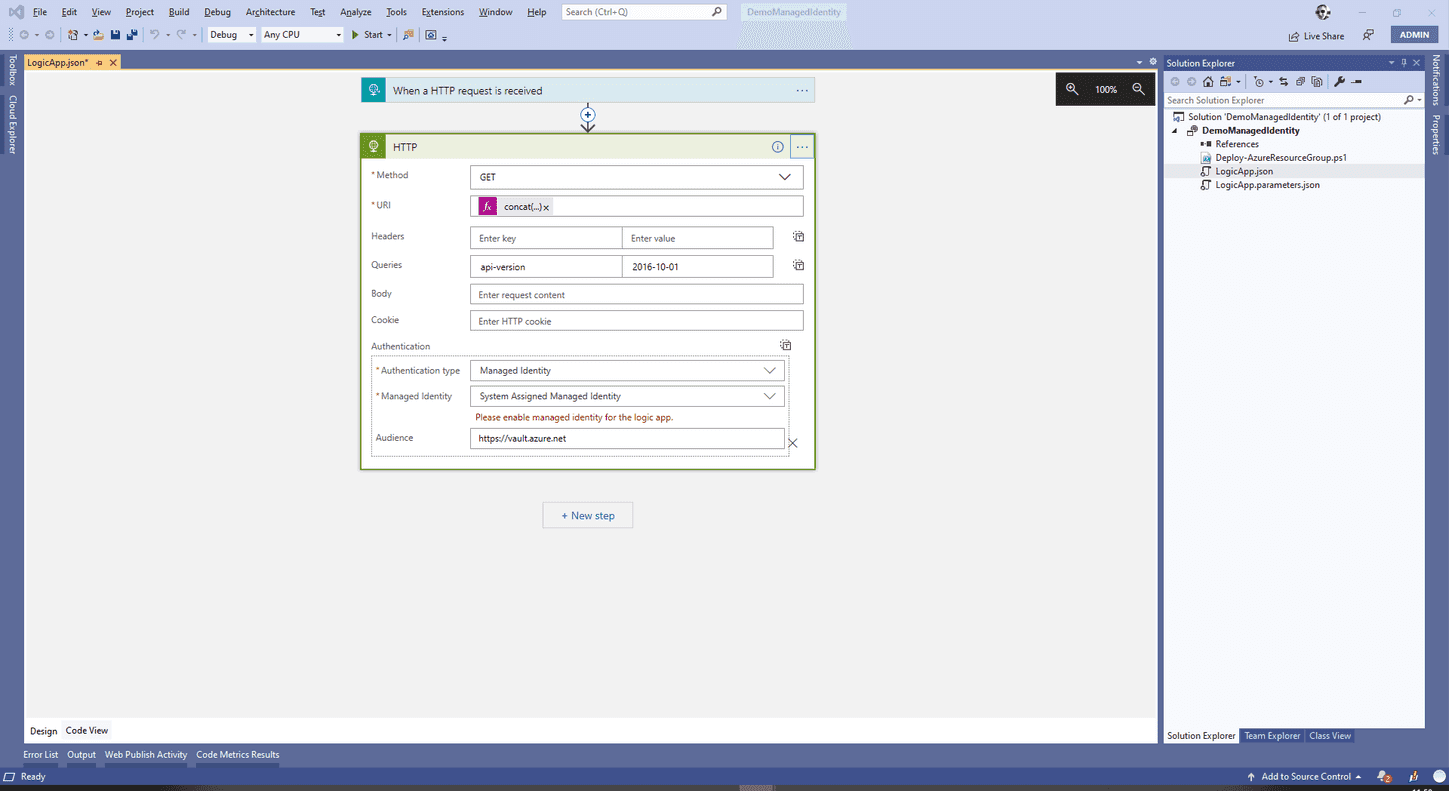 File Edit View Project Build Debug Architecture Test Analyze Tools Extensions Window Help Search (Ctrl+Q) DemoManagedIdentity
Debug Any CPU Start Live Share ADMIN
LogicApp.json*
Toolbox
Cloud Explorer
When a HTTP request is received ...
100%
HTTP ...
* Method GET
* URI fx concat(...) x
Headers Enter key Enter value
Queries api-version 2016-10-01
Body Enter request content
Cookie Enter HTTP cookie
Authentication
* Authentication type Managed Identity
* Managed Identity System Assigned Managed Identity
Please enable managed identity for the logic app.
Audience https://vault.azure.net
+ New step
Design Code View
Solution Explorer
Search Solution Explorer
Solution 'DemoManagedIdentity' (1 of 1 project)
DemoManagedIdentity
References
Deploy-AzureResourceGroup.ps1
LogicApp.json
LogicApp.parameters.json
Solution Explorer Team Explorer Class View
Notifications
Properties
Error List Output Web Publish Activity Code Metrics Results
Ready Add to Source Control 2